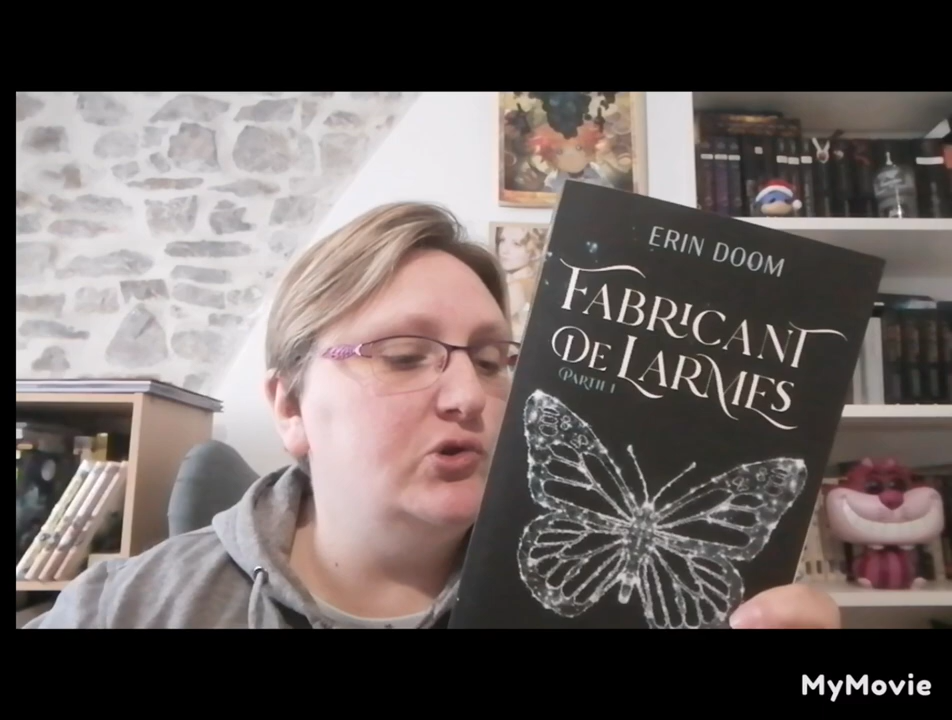 ERIN DOOM
FABRICANT
DE LARMES
PARTIE 1
MyMovie